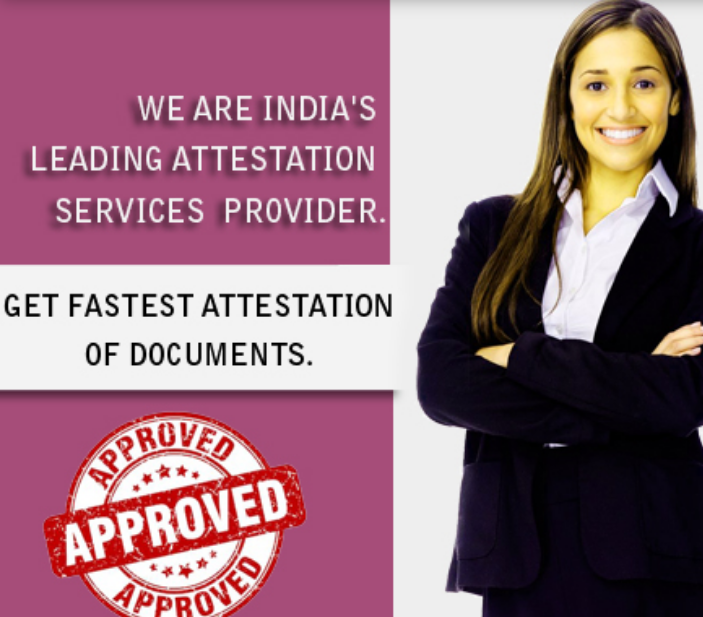 WE ARE INDIA'S
LEADING ATTESTATION
SERVICES PROVIDER.
GET FASTEST ATTESTATION
OF DOCUMENTS.
APPROVED
APPROVED
APPROVED